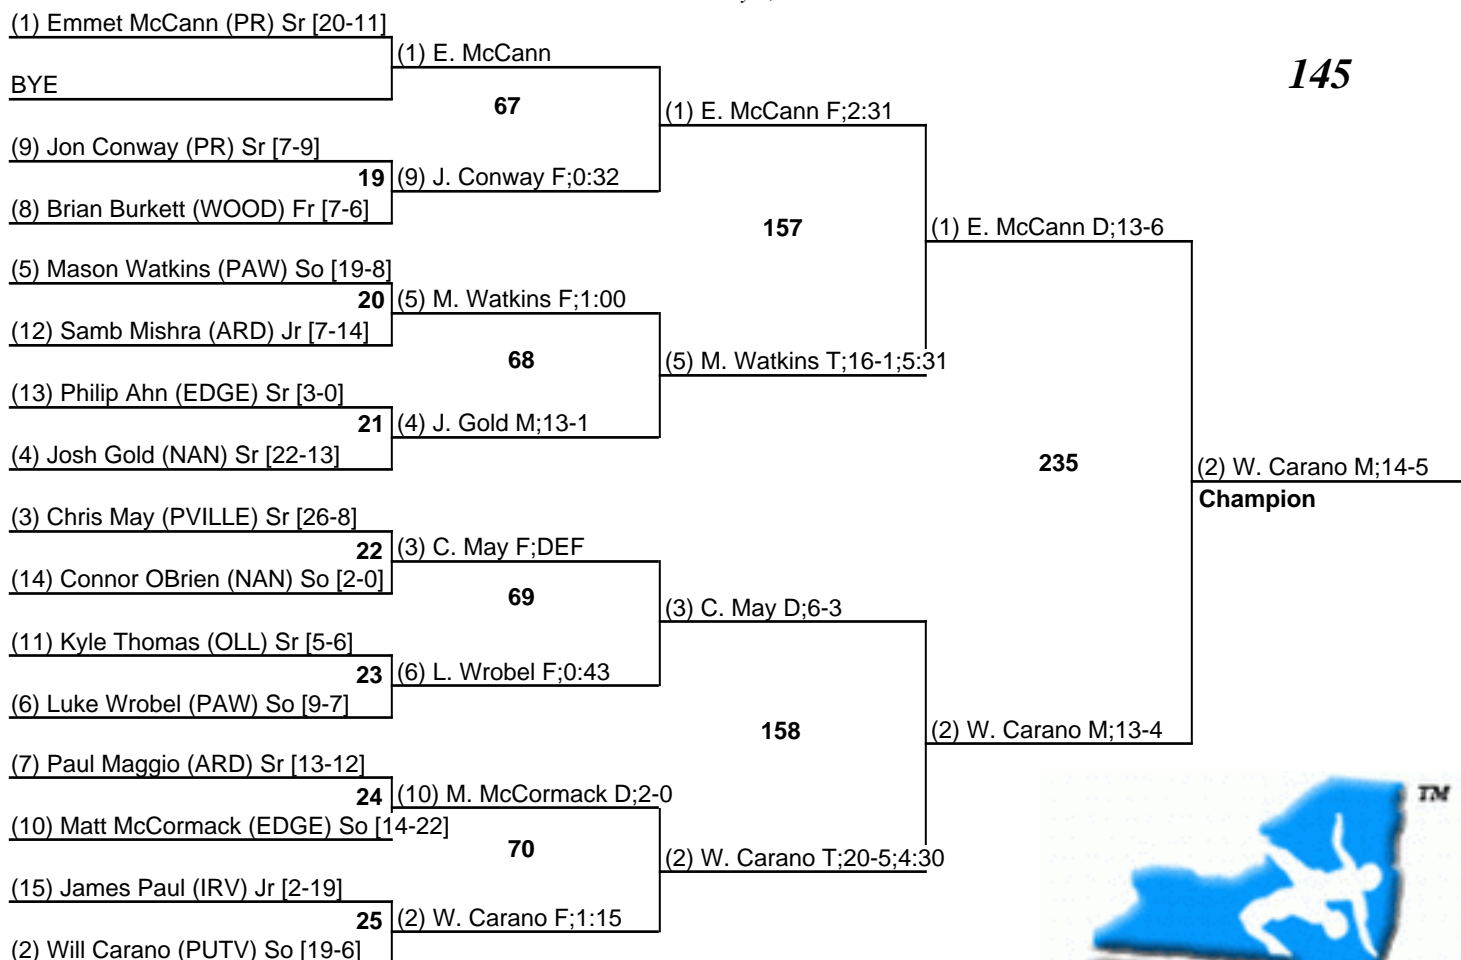 (1) Emmet McCann (PR) Sr [20-11]
BYE
(9) Jon Conway (PR) Sr [7-9]
19
(8) Brian Burkett (WOOD) Fr [7-6]
(5) Mason Watkins (PAW) So [19-8]
20
(12) Samb Mishra (ARD) Jr [7-14]
(13) Philip Ahn (EDGE) Sr [3-0]
21
(4) Josh Gold (NAN) Sr [22-13]
(3) Chris May (PVILLE) Sr [26-8]
22
(14) Connor OBrien (NAN) So [2-0]
(11) Kyle Thomas (OLL) Sr [5-6]
23
(6) Luke Wrobel (PAW) So [9-7]
(7) Paul Maggio (ARD) Sr [13-12]
24
(10) Matt McCormack (EDGE) So [14-22]
(15) James Paul (IRV) Jr [2-19]
25
(2) Will Carano (PUTV) So [19-6]
(1) E. McCann
67
(9) J. Conway F;0:32
(5) M. Watkins F;1:00
68
(4) J. Gold M;13-1
(3) C. May F;DEF
69
(6) L. Wrobel F;0:43
(10) M. McCormack D;2-0
70
(2) W. Carano F;1:15
(1) E. McCann F;2:31
157
(5) M. Watkins T;16-1;5:31
(3) C. May D;6-3
158
(2) W. Carano T;20-5;4:30
(1) E. McCann D;13-6
235
(2) W. Carano M;13-4
145
(2) W. Carano M;14-5
Champion
TM